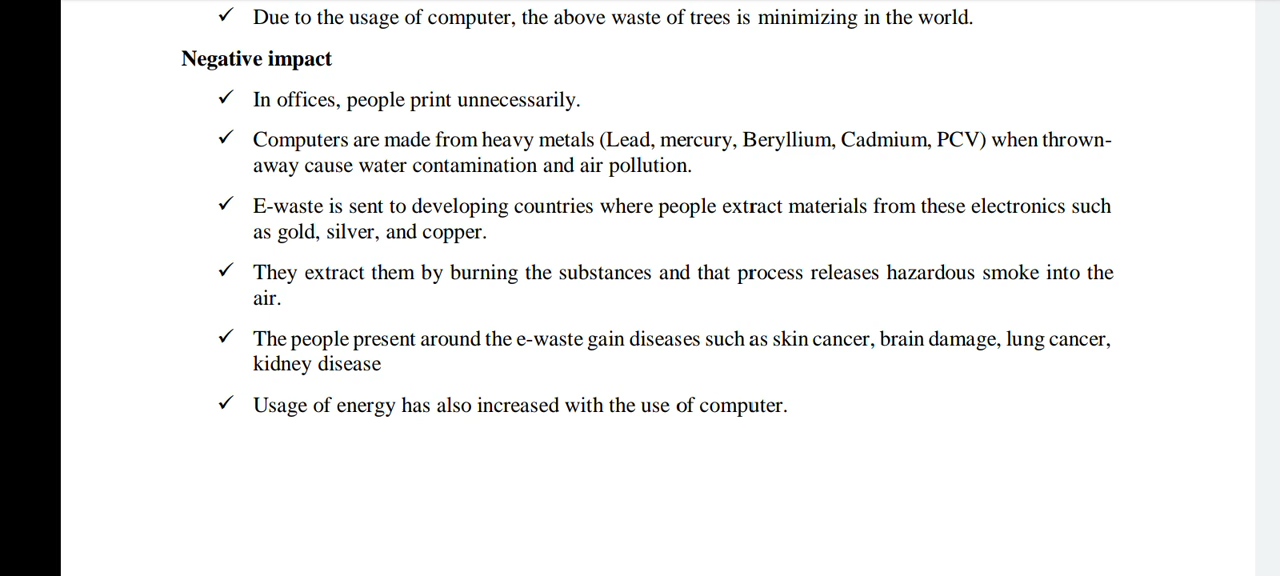 ✓ Due to the usage of computer, the above waste of trees is minimizing in the world.
Negative impact
✓ In offices, people print unnecessarily.
✓ Computers are made from heavy metals (Lead, mercury, Beryllium, Cadmium, PCV) when thrown-
away cause water contamination and air pollution.
✓ E-waste is sent to developing countries where people extract materials from these electronics such
as gold, silver, and copper.
✓ They extract them by burning the substances and that process releases hazardous smoke into the
air.
✓ The people present around the e-waste gain diseases such as skin cancer, brain damage, lung cancer,
kidney disease
✓ Usage of energy has also increased with the use of computer.